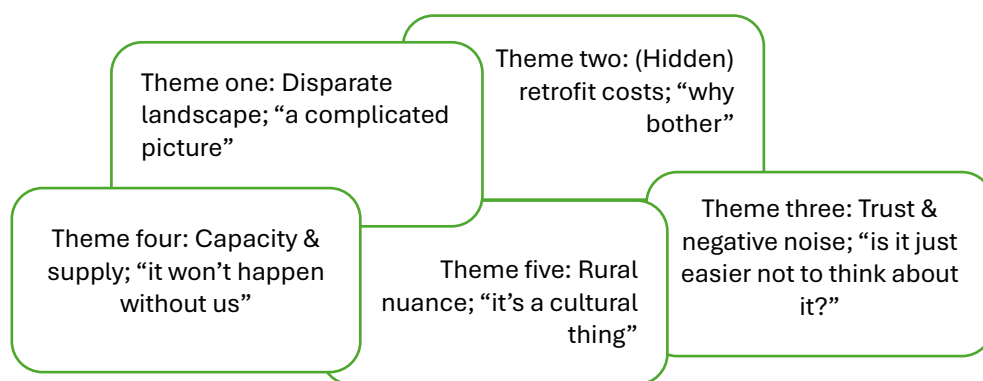 Theme one: Disparate
landscape; “a complicated
picture”
Theme two: (Hidden)
retrofit costs; “why
bother”
Theme three: Trust &
negative noise; “is it just
easier not to think about
it?”
Theme four: Capacity &
supply; “it won’t happen
without us”
Theme five: Rural
nuance; “it’s a cultural
thing”